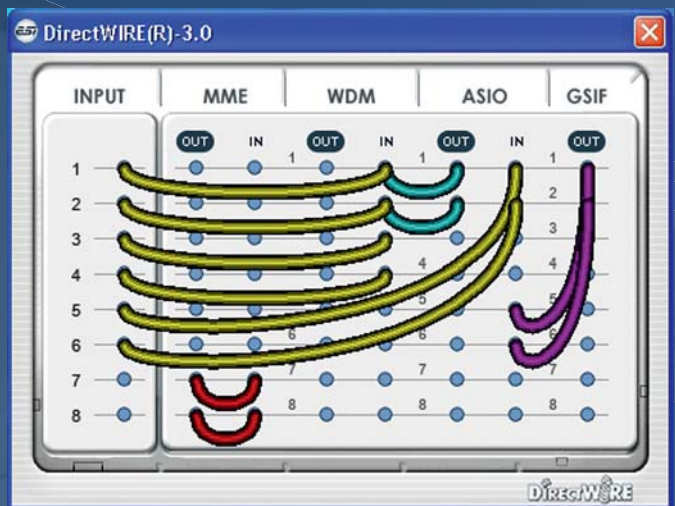 ESI DirectWIRE(R)-3.0
INPUT MME WDM ASIO GSIF
OUT IN OUT IN OUT IN OUT
1 1 1 1
2 2
3 3
4 4 4
5 5 5
6 6 6 6
7 7 7 7
8 8 8 8
DIRECTWIRE